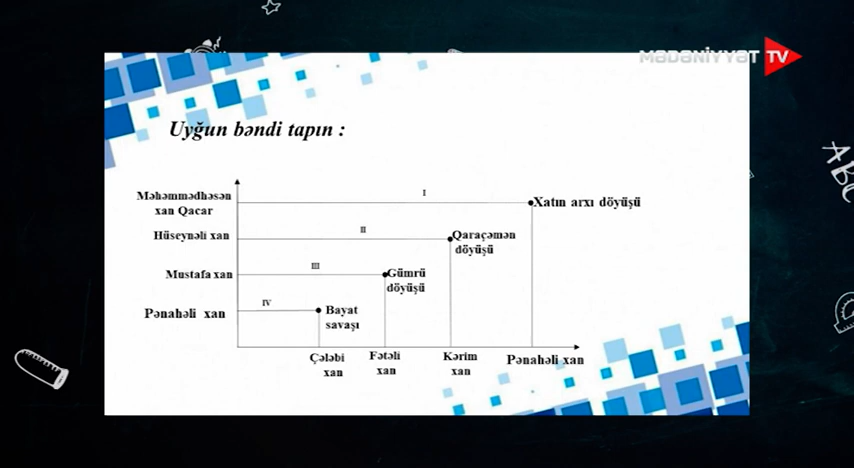 MƏDƏNİYYƏT TV
Uyğun bəndi tapın :
Məhəmmədhəsən
xan Qacar
I
Xatın arxı döyüşü
Hüseynəli xan
II
Qaraçəmən
döyüşü
Mustafa xan
III
Gümrü
döyüşü
Pənahəli xan
IV
Bayat
savaşı
Çələbi
xan
Fətəli
xan
Kərim
xan
Pənahəli xan
ABC